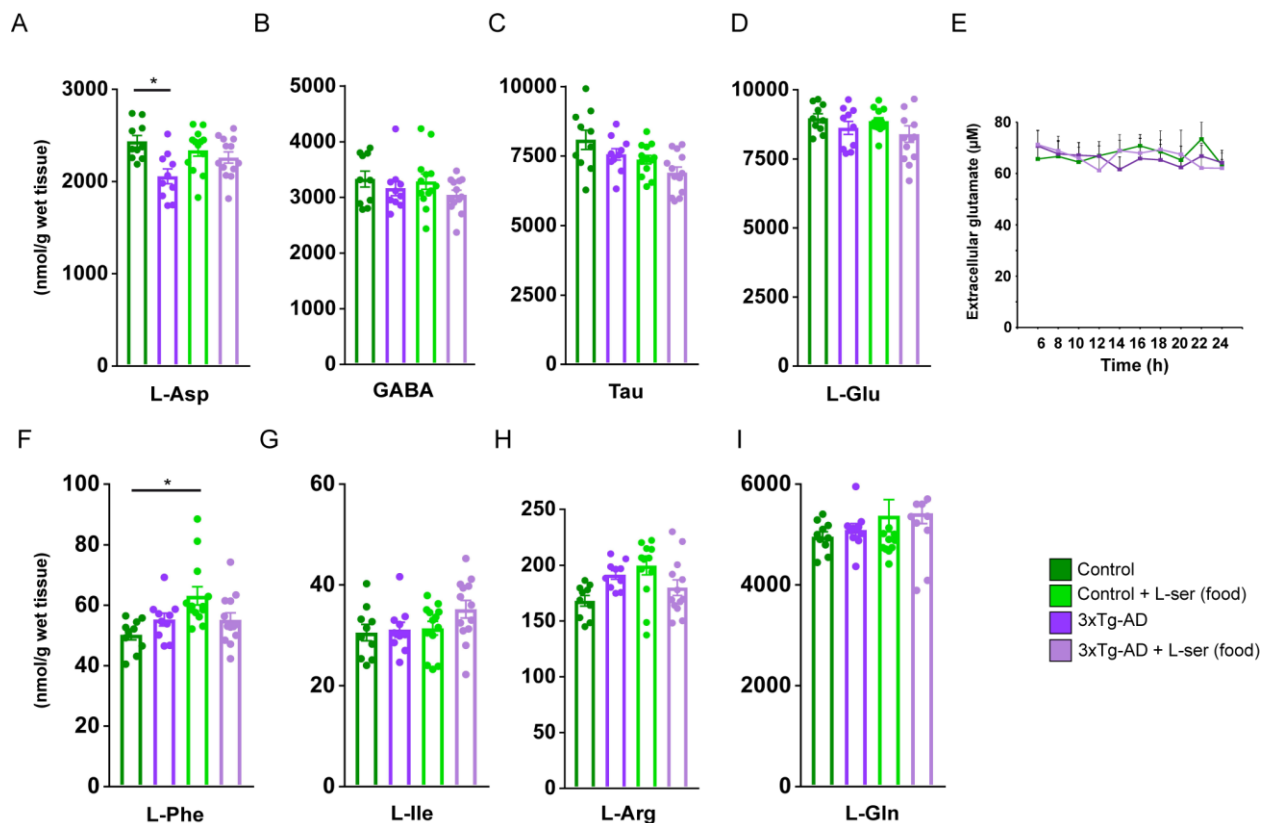 A
B
C
D
E
(nmol/g wet tissue)
3000
2000
1000
0
*
L-Asp
5000
4000
3000
2000
1000
0
GABA
10000
7500
5000
2500
0
Tau
10000
7500
5000
2500
0
L-Glu
Extracellular glutamate (µM)
80
60
40
20
0
6 8 10 12 14 16 18 20 22 24
Time (h)
F
G
H
I
(nmol/g wet tissue)
100
80
60
40
20
0
*
L-Phe
60
40
20
0
L-Ile
250
200
150
100
50
0
L-Arg
6000
4000
2000
0
L-Gln
Control
Control + L-ser (food)
3xTg-AD
3xTg-AD + L-ser (food)